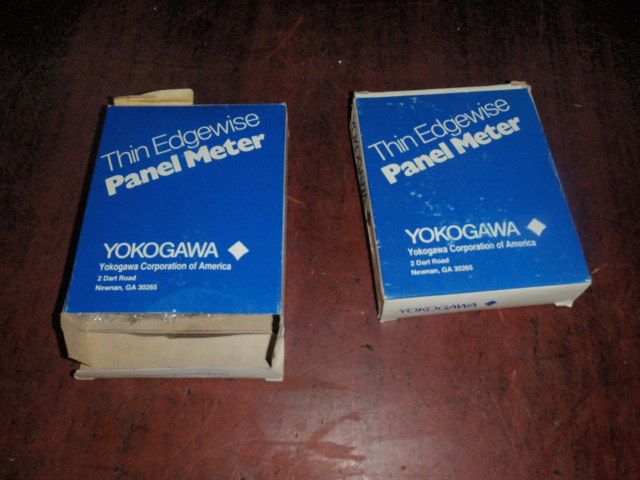 Thin Edgewise
Panel Meter
YOKOGAWA
Yokogawa Corporation of America
2 Dart Road
Newnan, GA 30265
Thin Edgewise
Panel Meter
YOKOGAWA
Yokogawa Corporation of America
2 Dart Road
Newnan, GA 30265
YOKOGAWA